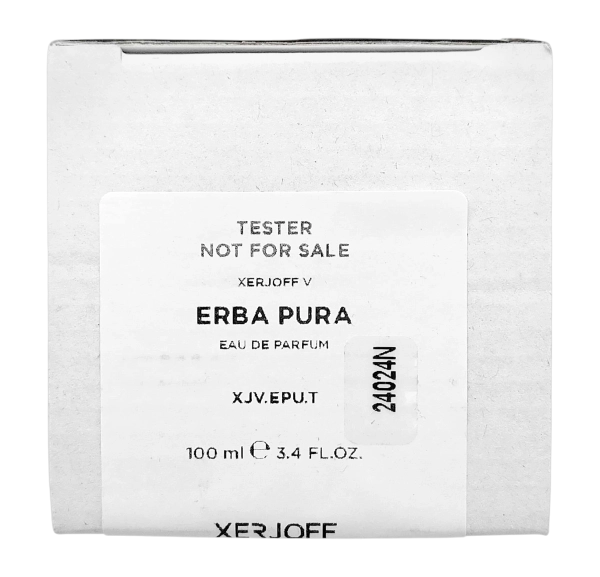 TESTER
NOT FOR SALE
XERJOFF V
ERBA PURA
EAU DE PARFUM
XJV.EPU.T
24024N
100 ml ℮ 3.4 FL.OZ.
XERJOFF